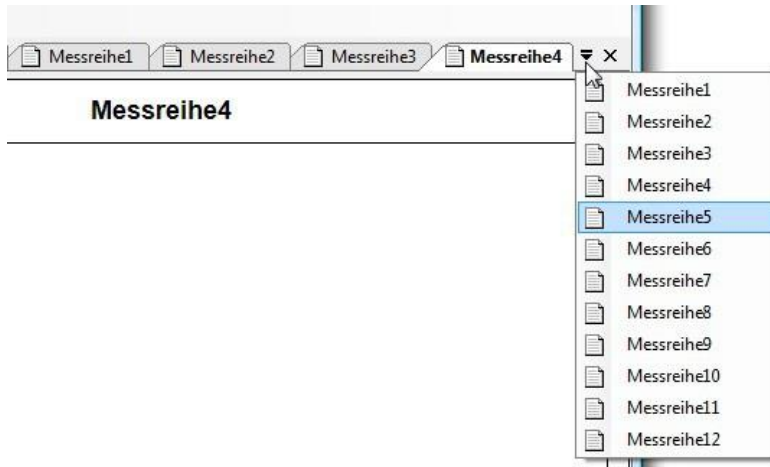 Messreihe1 Messreihe2 Messreihe3 Messreihe4
Messreihe4
Messreihe1
Messreihe2
Messreihe3
Messreihe4
Messreihe5
Messreihe6
Messreihe7
Messreihe8
Messreihe9
Messreihe10
Messreihe11
Messreihe12